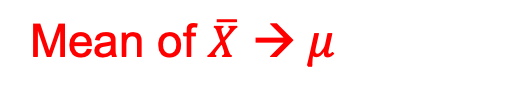 Mean of X̄ → μ